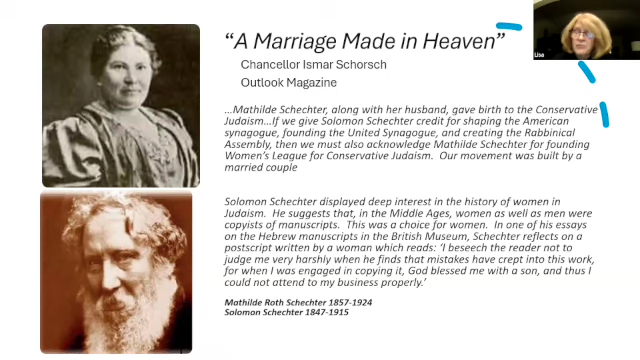 “A Marriage Made in Heaven”
Chancellor Ismar Schorsch
Outlook Magazine
…Mathilde Schechter, along with her husband, gave birth to the Conservative
Judaism…If we give Solomon Schechter credit for shaping the American
synagogue, founding the United Synagogue, and creating the Rabbinical
Assembly, then we must also acknowledge Mathilde Schechter for founding
Women’s League for Conservative Judaism. Our movement was built by a
married couple
Solomon Schechter displayed deep interest in the history of women in
Judaism. He suggests that, in the Middle Ages, women as well as men were
copyists of manuscripts. This was a choice for women. In one of his essays
on the Hebrew manuscripts in the British Museum, Schechter reflects on a
postscript written by a woman which reads: ‘I beseech the reader not to
judge me very harshly when he finds that mistakes have crept into this work,
for when I was engaged in copying it, God blessed me with a son, and thus I
could not attend to my business properly.’
Mathilde Roth Schechter 1857-1924
Solomon Schechter 1847-1915
Lisa